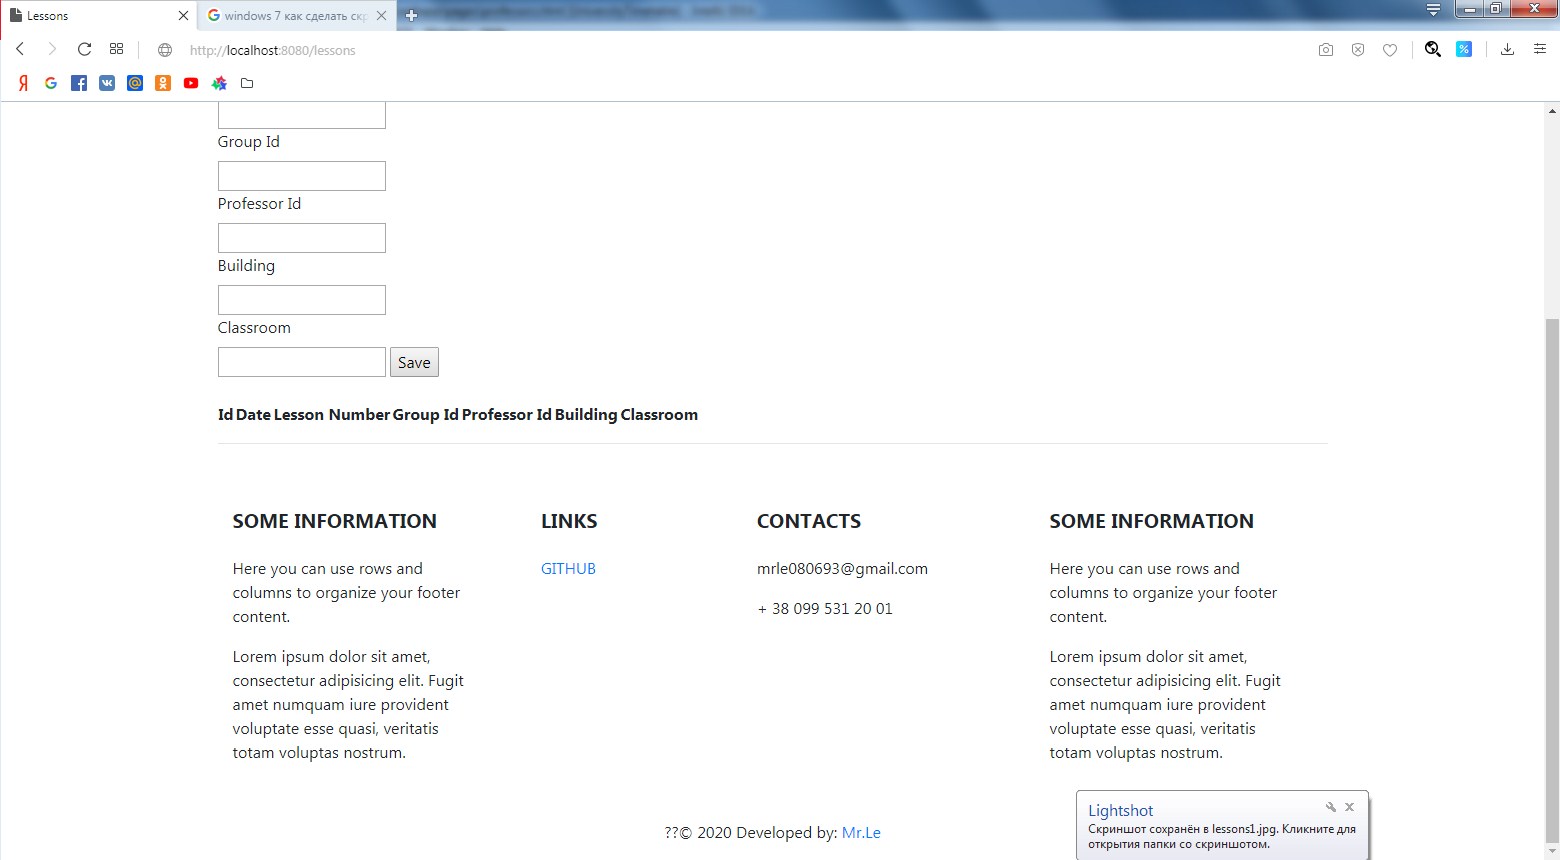 Lessons
windows 7 как сделать скр
http://localhost:8080/lessons
Group Id
Professor Id
Building
Classroom
Save
Id Date Lesson Number Group Id Professor Id Building Classroom
SOME INFORMATION
Here you can use rows and
columns to organize your footer
content.
Lorem ipsum dolor sit amet,
consectetur adipisicing elit. Fugit
amet numquam iure provident
voluptate esse quasi, veritatis
totam voluptas nostrum.
LINKS
GITHUB
CONTACTS
mrle080693@gmail.com
+ 38 099 531 20 01
SOME INFORMATION
Here you can use rows and
columns to organize your footer
content.
Lorem ipsum dolor sit amet,
consectetur adipisicing elit. Fugit
amet numquam iure provident
voluptate esse quasi, veritatis
totam voluptas nostrum.
??© 2020 Developed by: Mr.Le
Lightshot
Скриншот сохранён в lessons1.jpg. Кликните для
открытия папки со скриншотом.